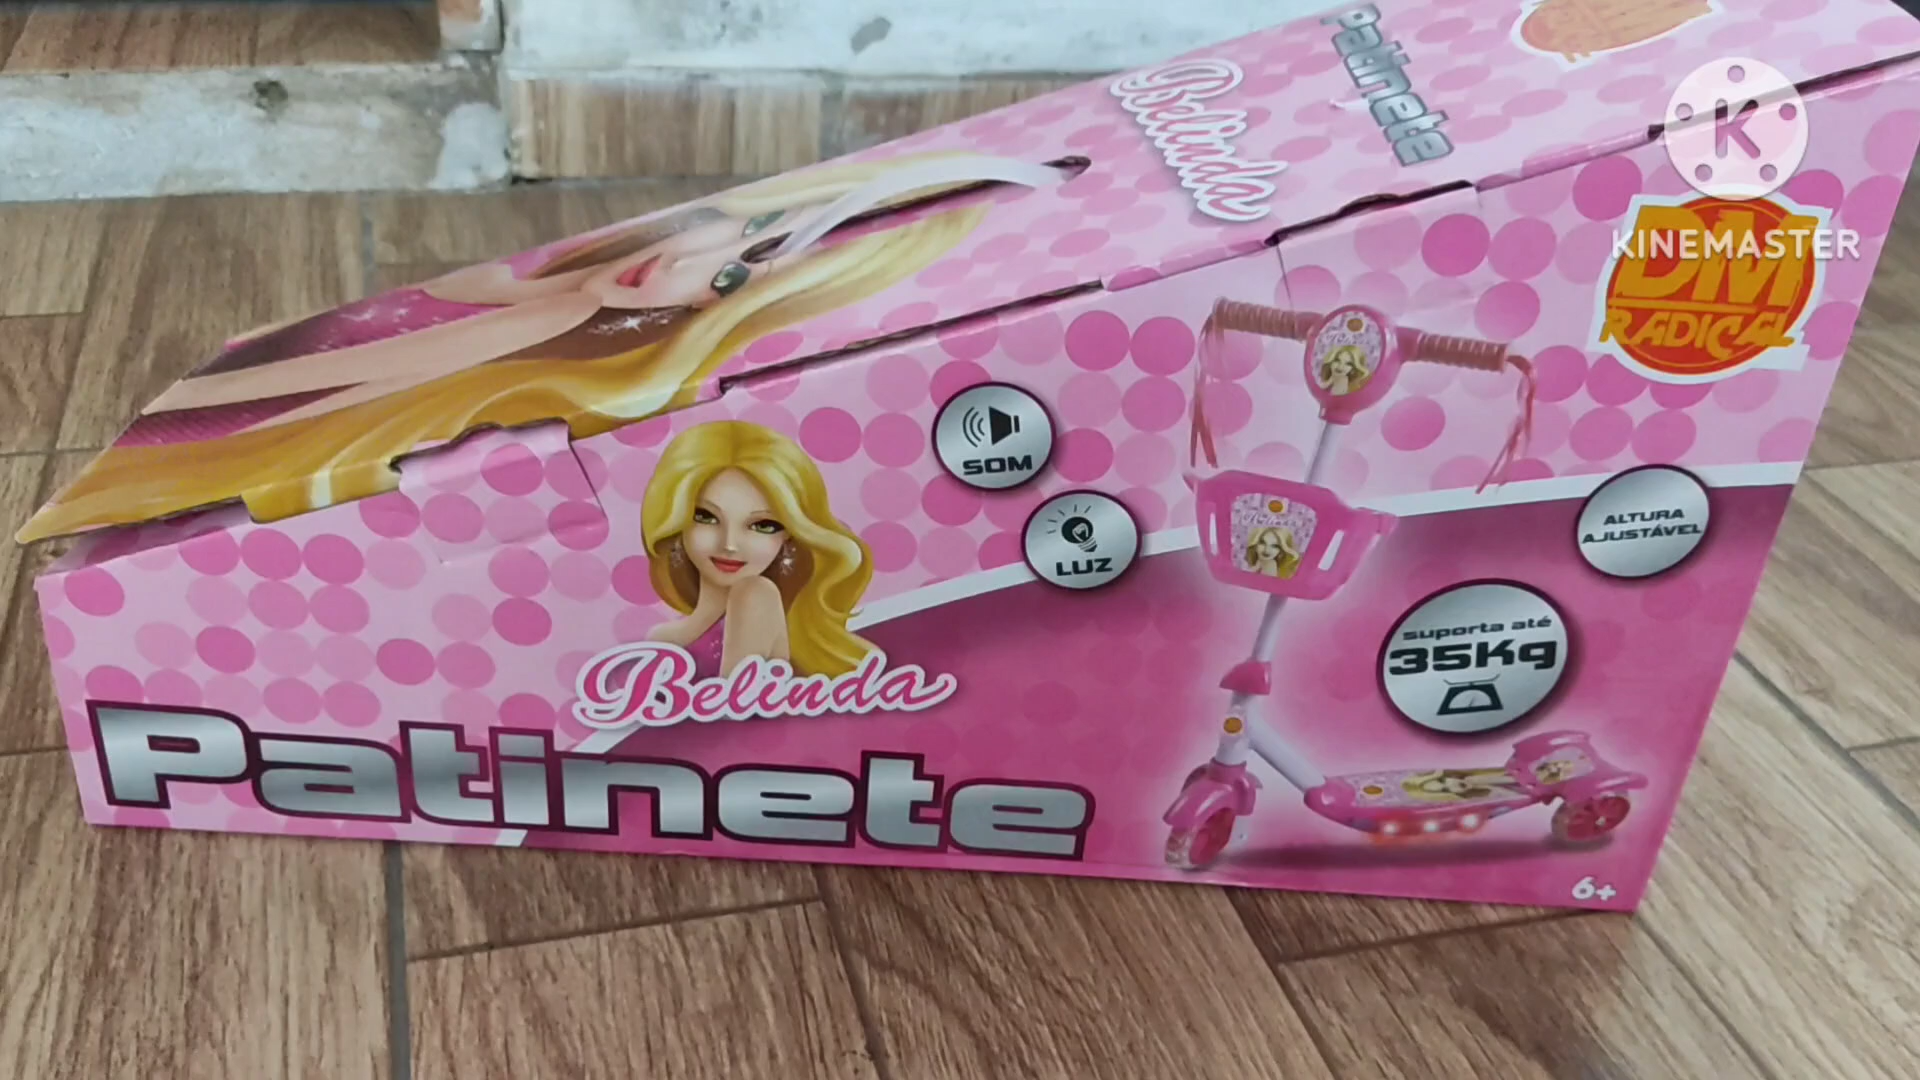 Patinete
Belinda
KINEMASTER
DM
RADICAL
SOM
LUZ
ALTURA
AJUSTÁVEL
suporta até
35Kg
Belinda
Patinete
6+